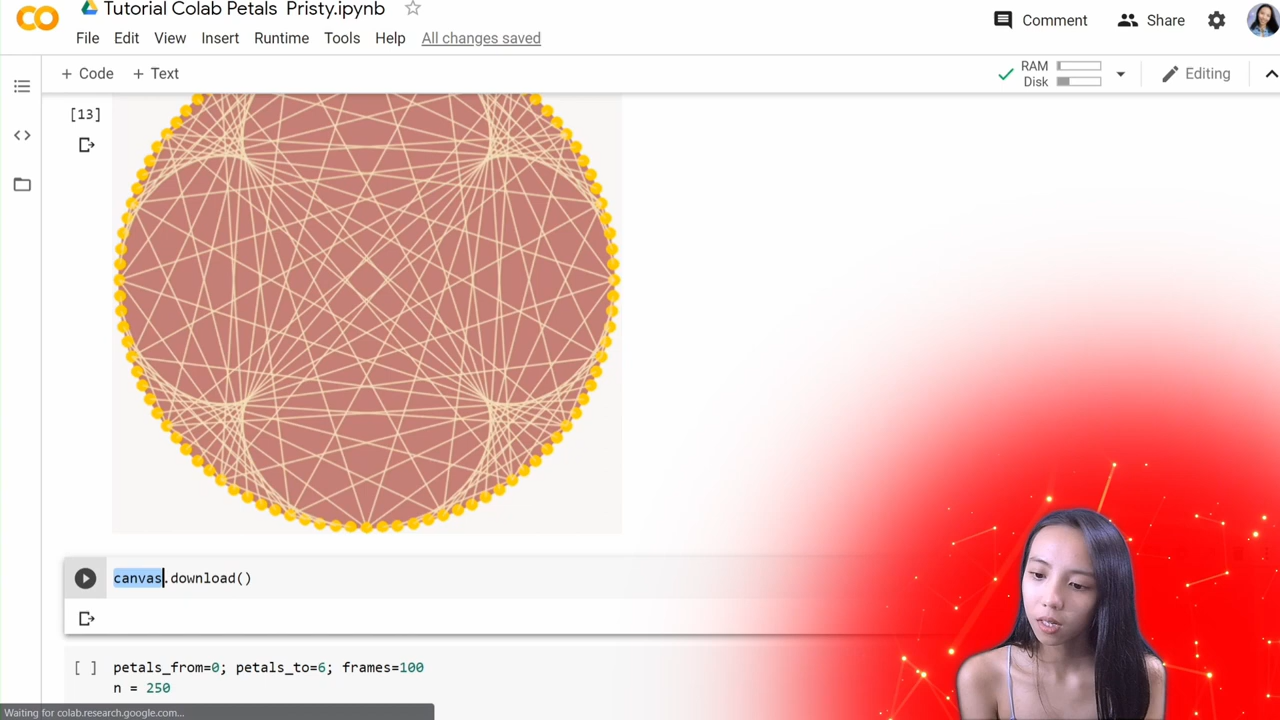 Tutorial Colab Petals Pristy.ipynb
Comment
Share
File Edit View Insert Runtime Tools Help All changes saved
+ Code + Text
RAM
Disk
Editing
[13]
canvas.download()
[ ] petals_from=0; petals_to=6; frames=100
n = 250
Waiting for colab.research.google.com...